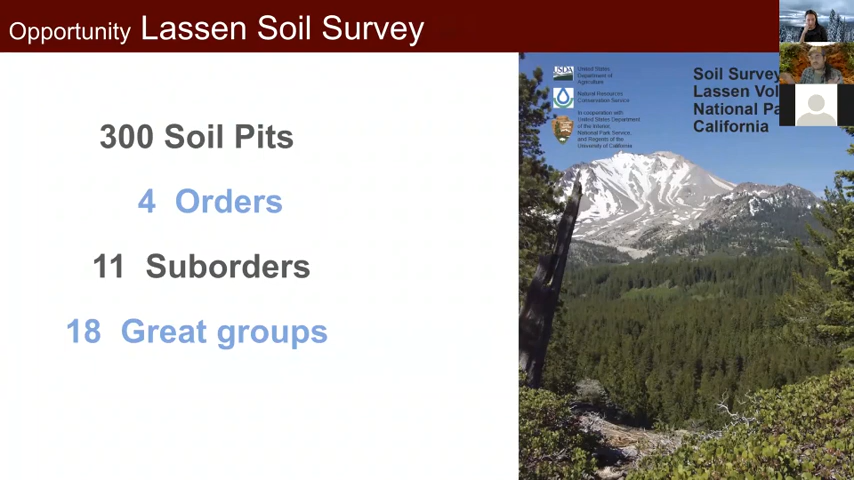 Opportunity Lassen Soil Survey
300 Soil Pits
4 Orders
11 Suborders
18 Great groups
USDA
United States
Department of
Agriculture
Natural Resources
Conservation Service
In cooperation with
United States Department
of the Interior,
National Park Service,
and Regents of the
University of California
Soil Survey
Lassen Vol
National Pa
California